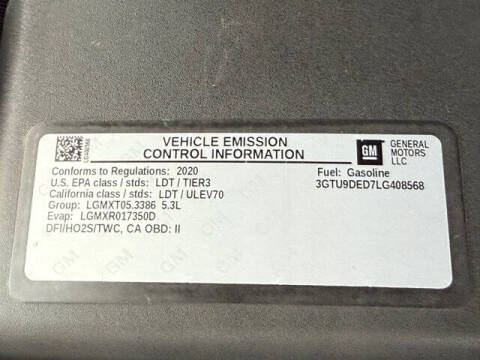 LG408568
VEHICLE EMISSION
CONTROL INFORMATION
GM
GENERAL
MOTORS
LLC
Conforms to Regulations: 2020
U.S. EPA class / stds: LDT / TIER3
California class / stds: LDT / ULEV70
Group: LGMXT05.3386 5.3L
Evap: LGMXR017350D
DFI/HO2S/TWC, CA OBD: II
Fuel: Gasoline
3GTU9DED7LG408568